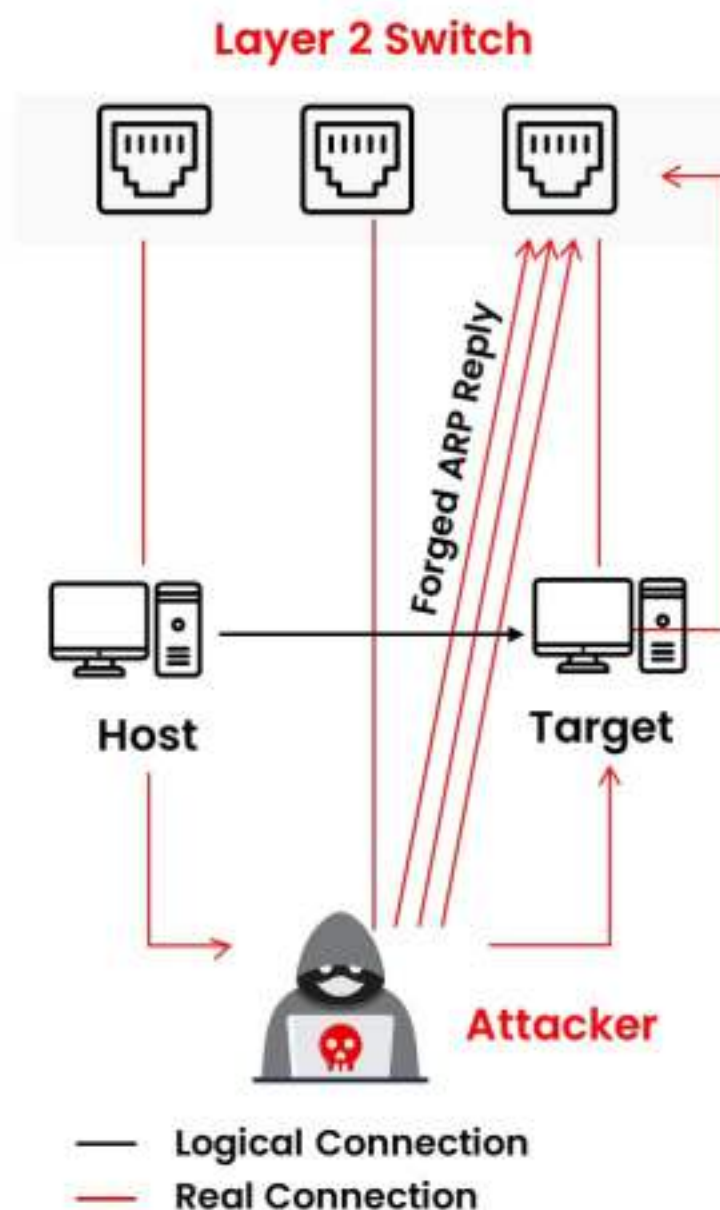 Layer 2 Switch
Forged ARP Reply
Host
Target
Attacker
Logical Connection
Real Connection